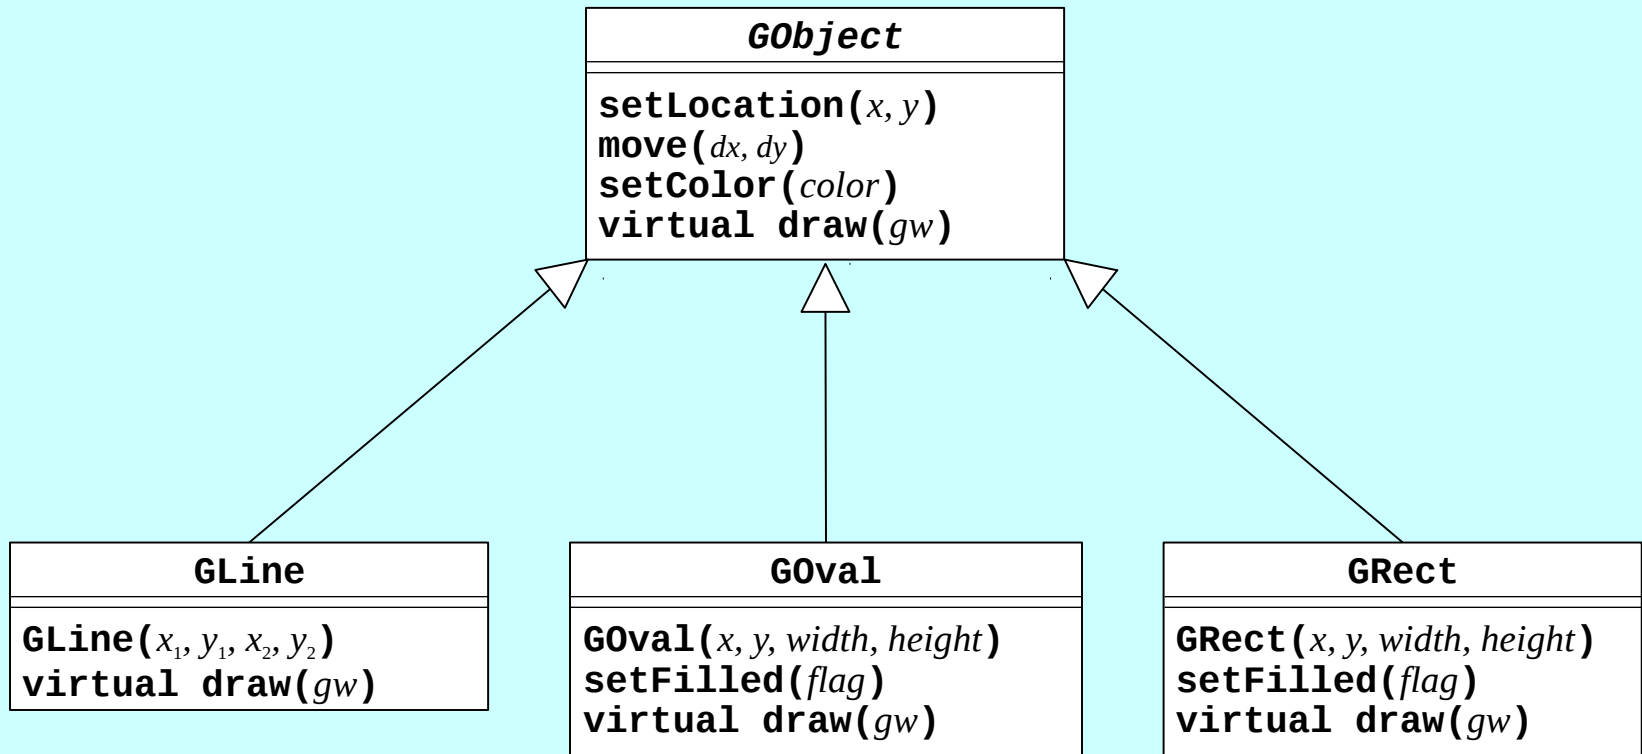 GObject
setLocation(x, y)
move(dx, dy)
setColor(color)
virtual draw(gw)
GLine
GLine(x₁, y₁, x₂, y₂)
virtual draw(gw)
GOval
GOval(x, y, width, height)
setFilled(flag)
virtual draw(gw)
GRect
GRect(x, y, width, height)
setFilled(flag)
virtual draw(gw)